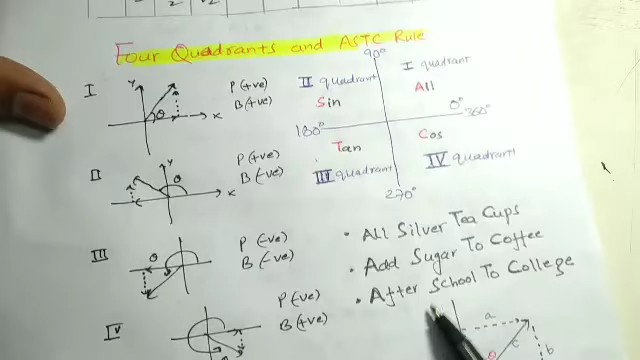 2 √2
Four Quadrants and ASTC Rule
I
Y
θ
X
P (+ve)
B (+ve)
II
Y
θ
X
P (+ve)
B (-ve)
III
θ
P (-ve)
B (-ve)
IV
θ
P (-ve)
B (+ve)
90°
II quadrant
I quadrant
Sin
All
0°
180°
360°
Tan
Cos
III quadrant
IV quadrant
270°
• All Silver Tea Cups
• Add Sugar To Coffee
• After School To College
a
c
b
θ